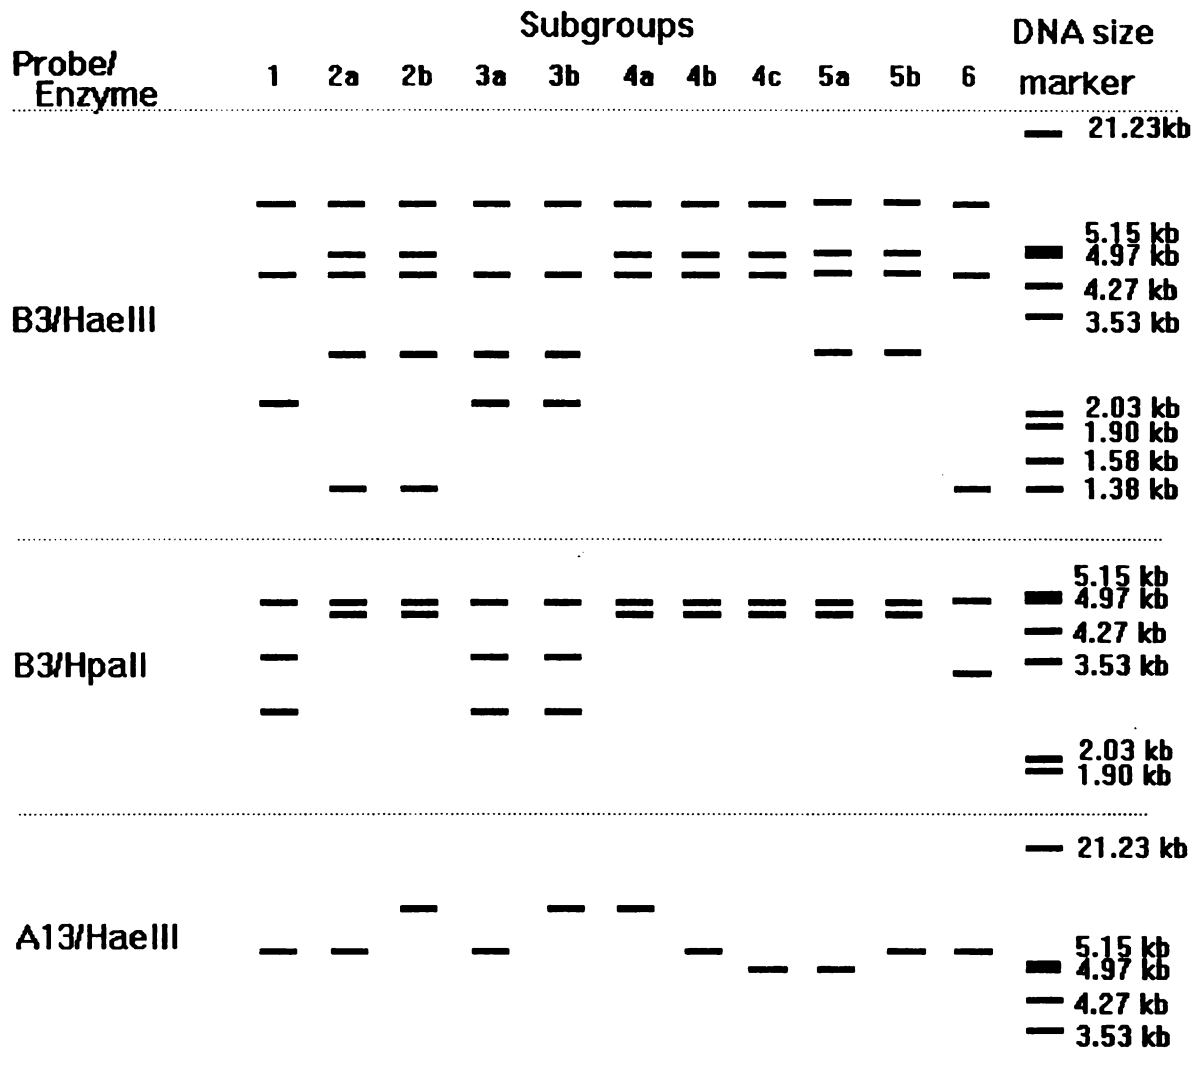 Subgroups
DNA size
marker
Probe/
Enzyme
1 2a 2b 3a 3b 4a 4b 4c 5a 5b 6
21.23kb
5.15 kb
4.97 kb
4.27 kb
B3/HaeIII
3.53 kb
2.03 kb
1.90 kb
1.58 kb
1.38 kb
5.15 kb
4.97 kb
4.27 kb
B3/HpaII
3.53 kb
2.03 kb
1.90 kb
21.23 kb
A13/HaeIII
5.15 kb
4.97 kb
4.27 kb
3.53 kb